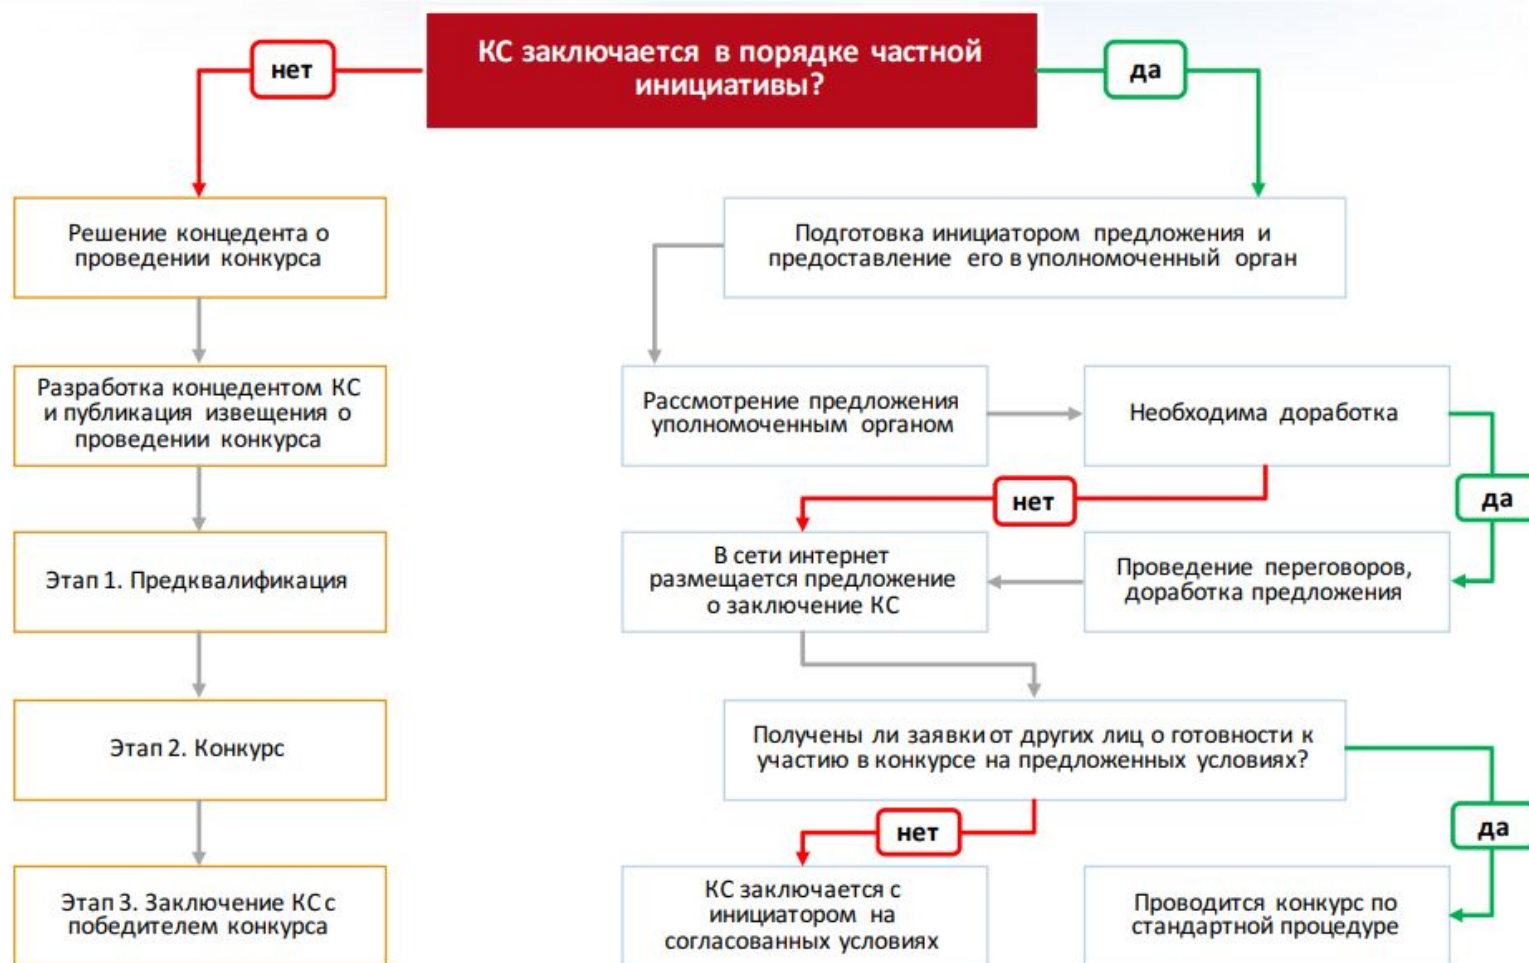 КС заключается в порядке частной
инициативы?
нет
да
Решение концедента о
проведении конкурса
Подготовка инициатором предложения и
предоставление его в уполномоченный орган
Разработка концедентом КС
и публикация извещения о
проведении конкурса
Рассмотрение предложения
уполномоченным органом
Необходима доработка
нет
да
Этап 1. Предквалификация
В сети интернет
размещается предложение
о заключение КС
Проведение переговоров,
доработка предложения
Этап 2. Конкурс
Получены ли заявки от других лиц о готовности к
участию в конкурсе на предложенных условиях?
нет
да
Этап 3. Заключение КС с
победителем конкурса
КС заключается с
инициатором на
согласованных условиях
Проводится конкурс по
стандартной процедуре